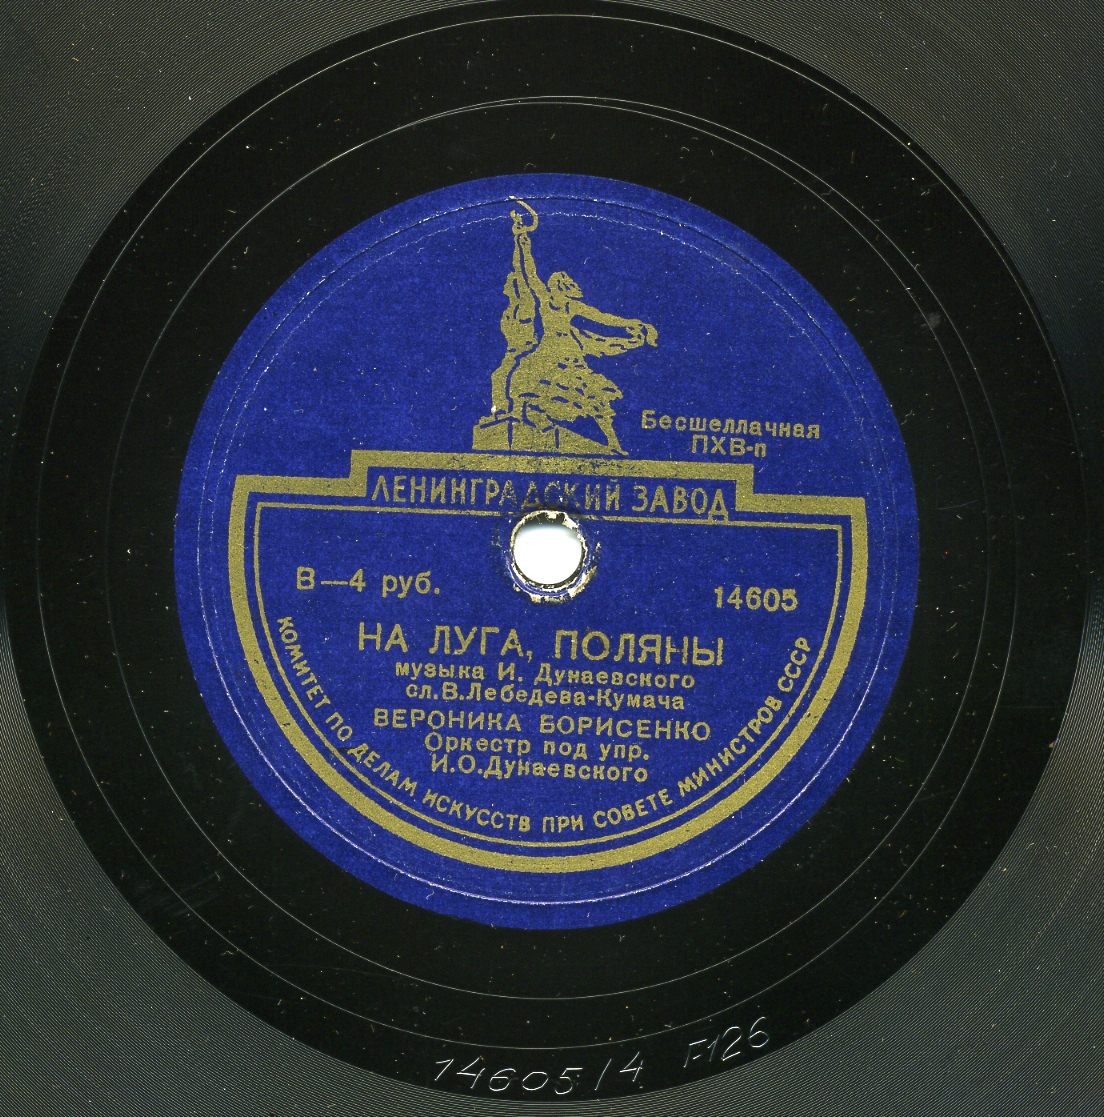 Бесшеллачная
ПХВ-п
ЛЕНИНГРАДСКИЙ ЗАВОД
В—4 руб.
14605
НА ЛУГА, ПОЛЯНЫ
музыка И. Дунаевского
сл. В. Лебедева-Кумача
ВЕРОНИКА БОРИСЕНКО
Оркестр под упр.
И.О.Дунаевского
КОМИТЕТ ПО ДЕЛАМ ИСКУССТВ ПРИ СОВЕТЕ МИНИСТРОВ СССР
14605/4 F126